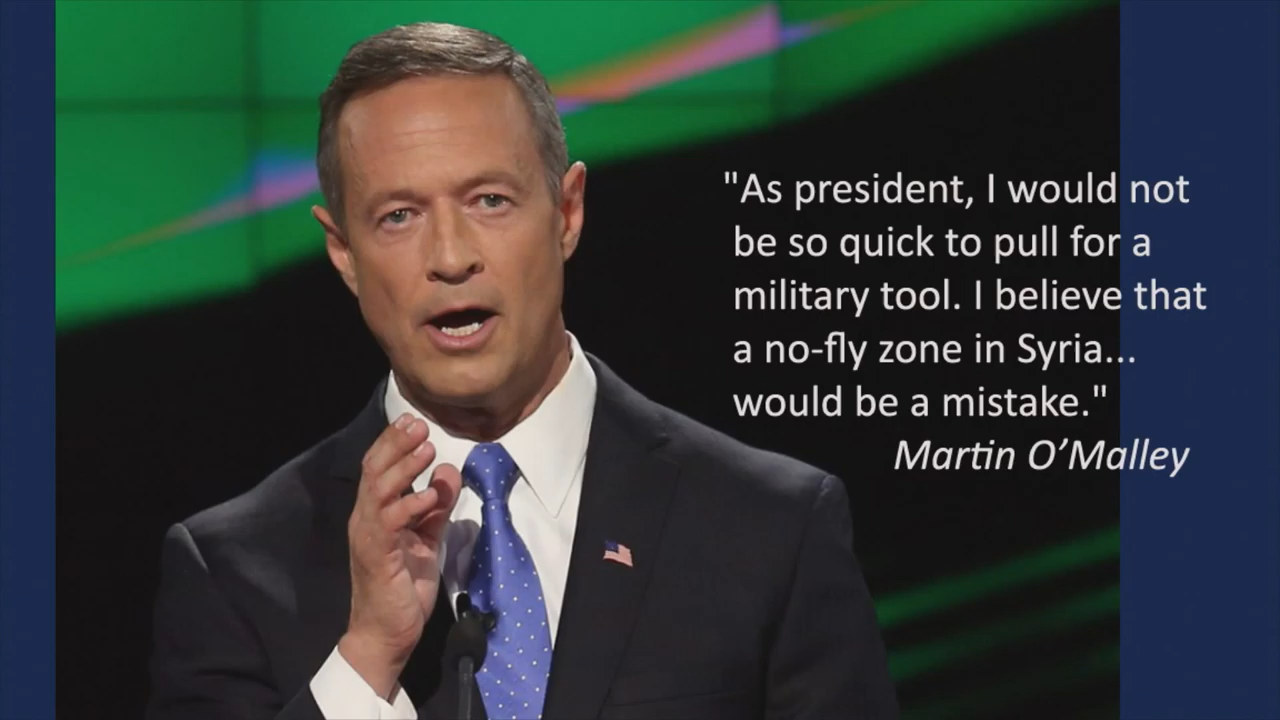 "As president, I would not
be so quick to pull for a
military tool. I believe that
a no-fly zone in Syria...
would be a mistake."
Martin O’Malley